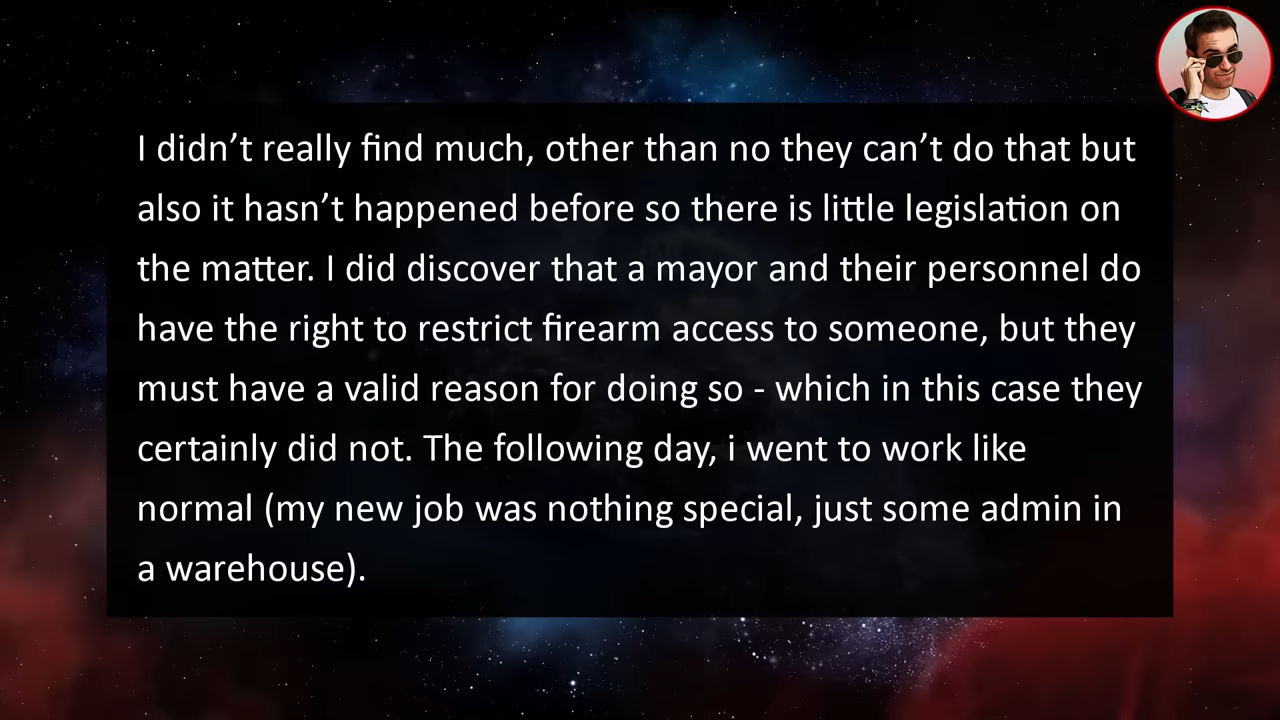 I didn’t really find much, other than no they can’t do that but
also it hasn’t happened before so there is little legislation on
the matter. I did discover that a mayor and their personnel do
have the right to restrict firearm access to someone, but they
must have a valid reason for doing so - which in this case they
certainly did not. The following day, i went to work like
normal (my new job was nothing special, just some admin in
a warehouse).